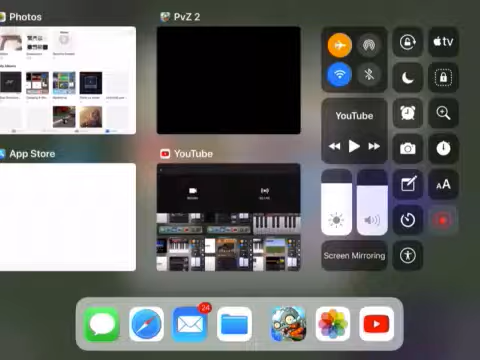 Photos
PvZ 2
tv
YouTube
App Store
YouTube
AA
Screen Mirroring
24